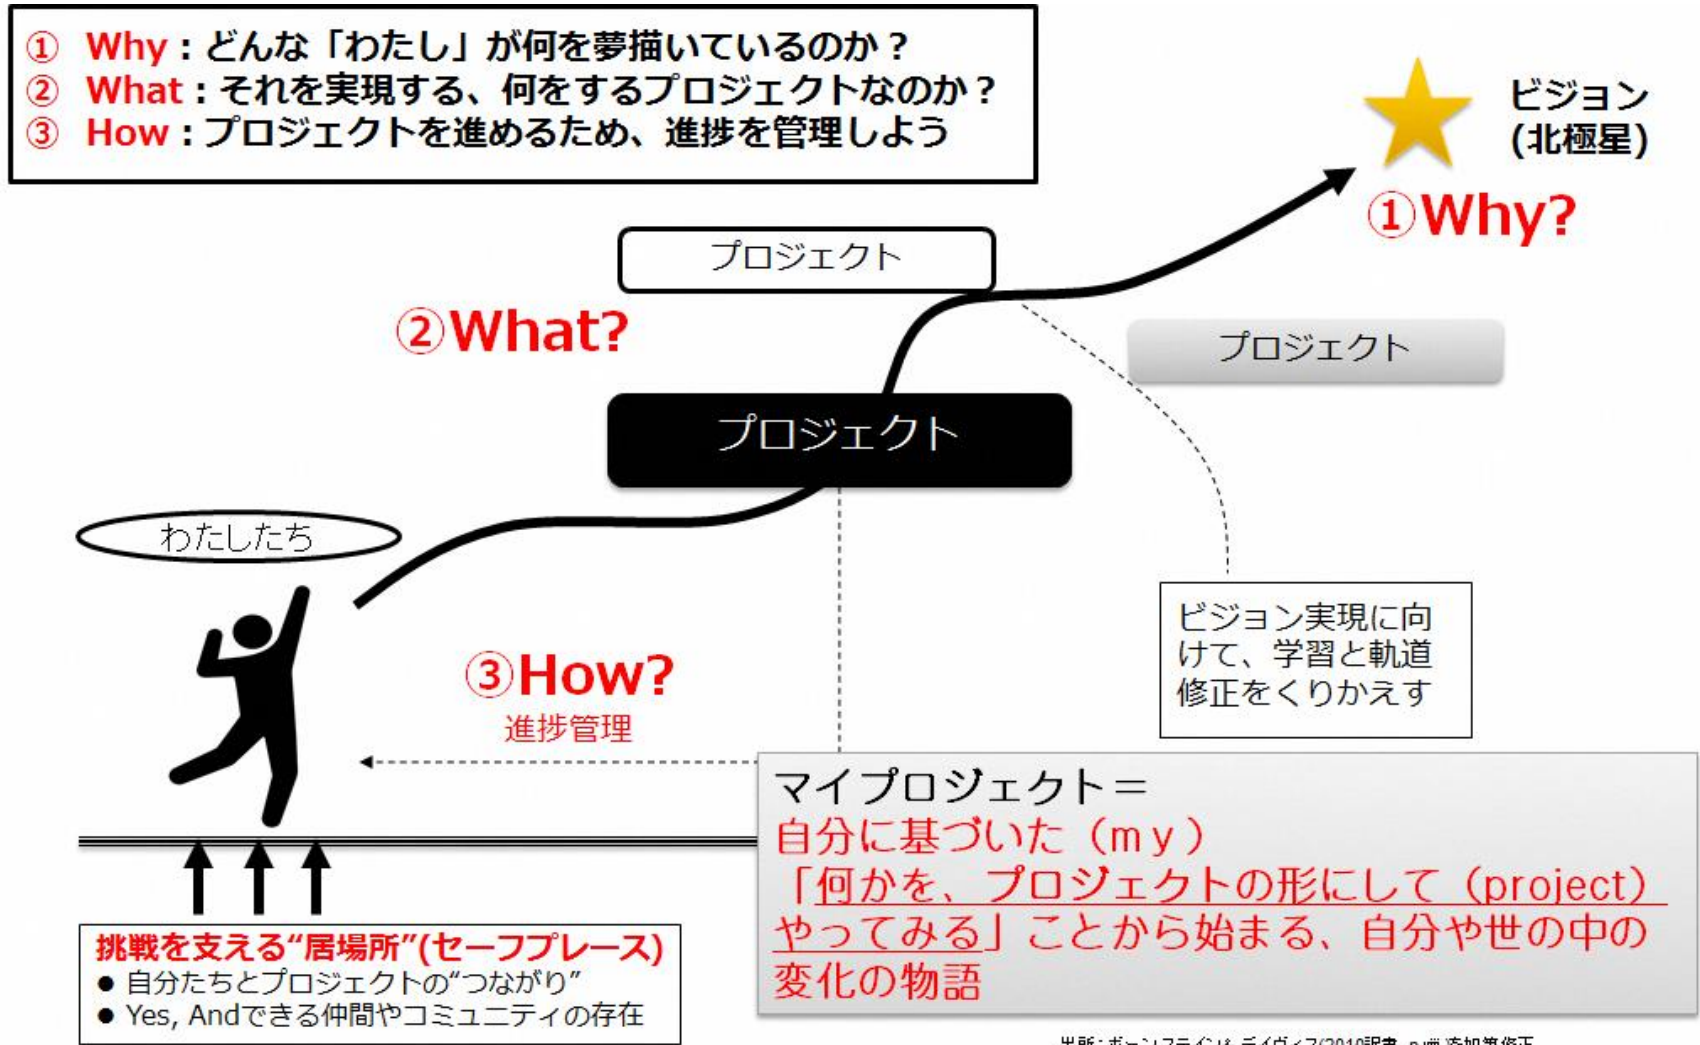 ① Why：どんな「わたし」が何を夢描いているのか？
② What：それを実現する、何をするプロジェクトなのか？
③ How：プロジェクトを進めるため、進捗を管理しよう
ビジョン
(北極星)
①Why?
プロジェクト
②What?
プロジェクト
プロジェクト
わたしたち
③How?
進捗管理
ビジョン実現に向
けて、学習と軌道
修正をくりかえす
マイプロジェクト＝
自分に基づいた（ｍｙ）
「何かを、プロジェクトの形にして（project）
やってみる」ことから始まる、自分や世の中の
変化の物語
挑戦を支える“居場所”(セーフプレース)
● 自分たちとプロジェクトの“つながり”
● Yes, Andできる仲間やコミュニティの存在